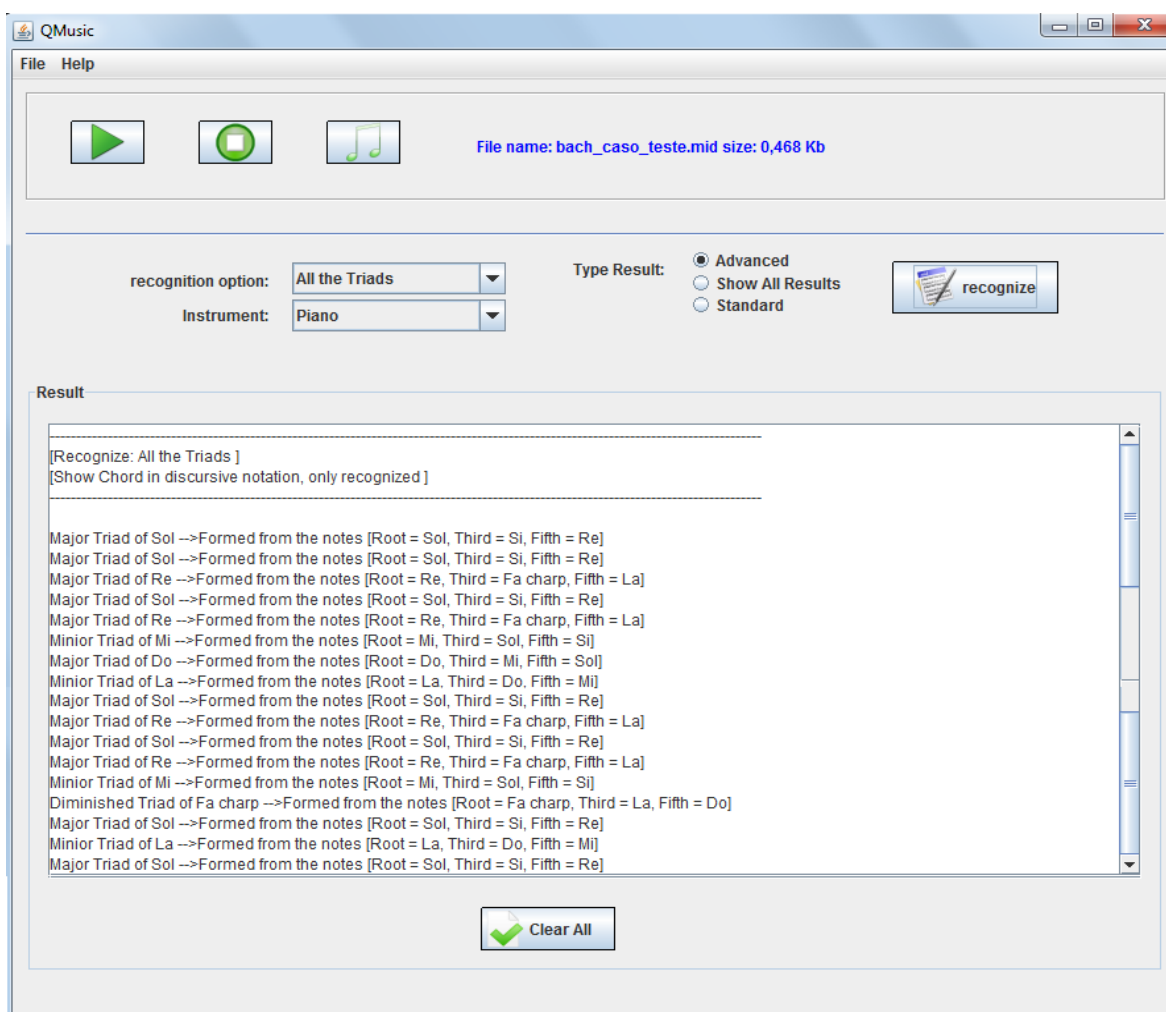 QMusic
File Help
File name: bach_caso_teste.mid size: 0,468 Kb
recognition option: All the Triads
Instrument: Piano
Type Result:
Advanced
Show All Results
Standard
recognize
Result
[Recognize: All the Triads ]
[Show Chord in discursive notation, only recognized ]
Major Triad of Sol -->Formed from the notes [Root = Sol, Third = Si, Fifth = Re]
Major Triad of Sol -->Formed from the notes [Root = Sol, Third = Si, Fifth = Re]
Major Triad of Re -->Formed from the notes [Root = Re, Third = Fa charp, Fifth = La]
Major Triad of Sol -->Formed from the notes [Root = Sol, Third = Si, Fifth = Re]
Major Triad of Re -->Formed from the notes [Root = Re, Third = Fa charp, Fifth = La]
Minior Triad of Mi -->Formed from the notes [Root = Mi, Third = Sol, Fifth = Si]
Major Triad of Do -->Formed from the notes [Root = Do, Third = Mi, Fifth = Sol]
Minior Triad of La -->Formed from the notes [Root = La, Third = Do, Fifth = Mi]
Major Triad of Sol -->Formed from the notes [Root = Sol, Third = Si, Fifth = Re]
Major Triad of Re -->Formed from the notes [Root = Re, Third = Fa charp, Fifth = La]
Major Triad of Sol -->Formed from the notes [Root = Sol, Third = Si, Fifth = Re]
Major Triad of Re -->Formed from the notes [Root = Re, Third = Fa charp, Fifth = La]
Minior Triad of Mi -->Formed from the notes [Root = Mi, Third = Sol, Fifth = Si]
Diminished Triad of Fa charp -->Formed from the notes [Root = Fa charp, Third = La, Fifth = Do]
Major Triad of Sol -->Formed from the notes [Root = Sol, Third = Si, Fifth = Re]
Minior Triad of La -->Formed from the notes [Root = La, Third = Do, Fifth = Mi]
Major Triad of Sol -->Formed from the notes [Root = Sol, Third = Si, Fifth = Re]
Clear All